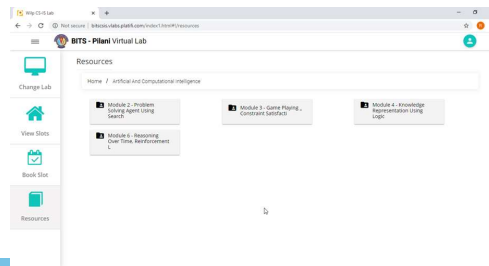 Wilp CS-IS Lab
Not secure | bitscsis.vlabs.platifi.com/index1.html#!/resources
BITS - Pilani Virtual Lab
Resources
Home / Artificial And Computational Intelligence
Change Lab
View Slots
Book Slot
Resources
Module 2 - Problem
Solving Agent Using
Search
Module 3 - Game Playing _
Constraint Satisfacti
Module 4 - Knowledge
Representation Using
Logic
Module 6 - Reasoning
Over Time, Reinforcement
L